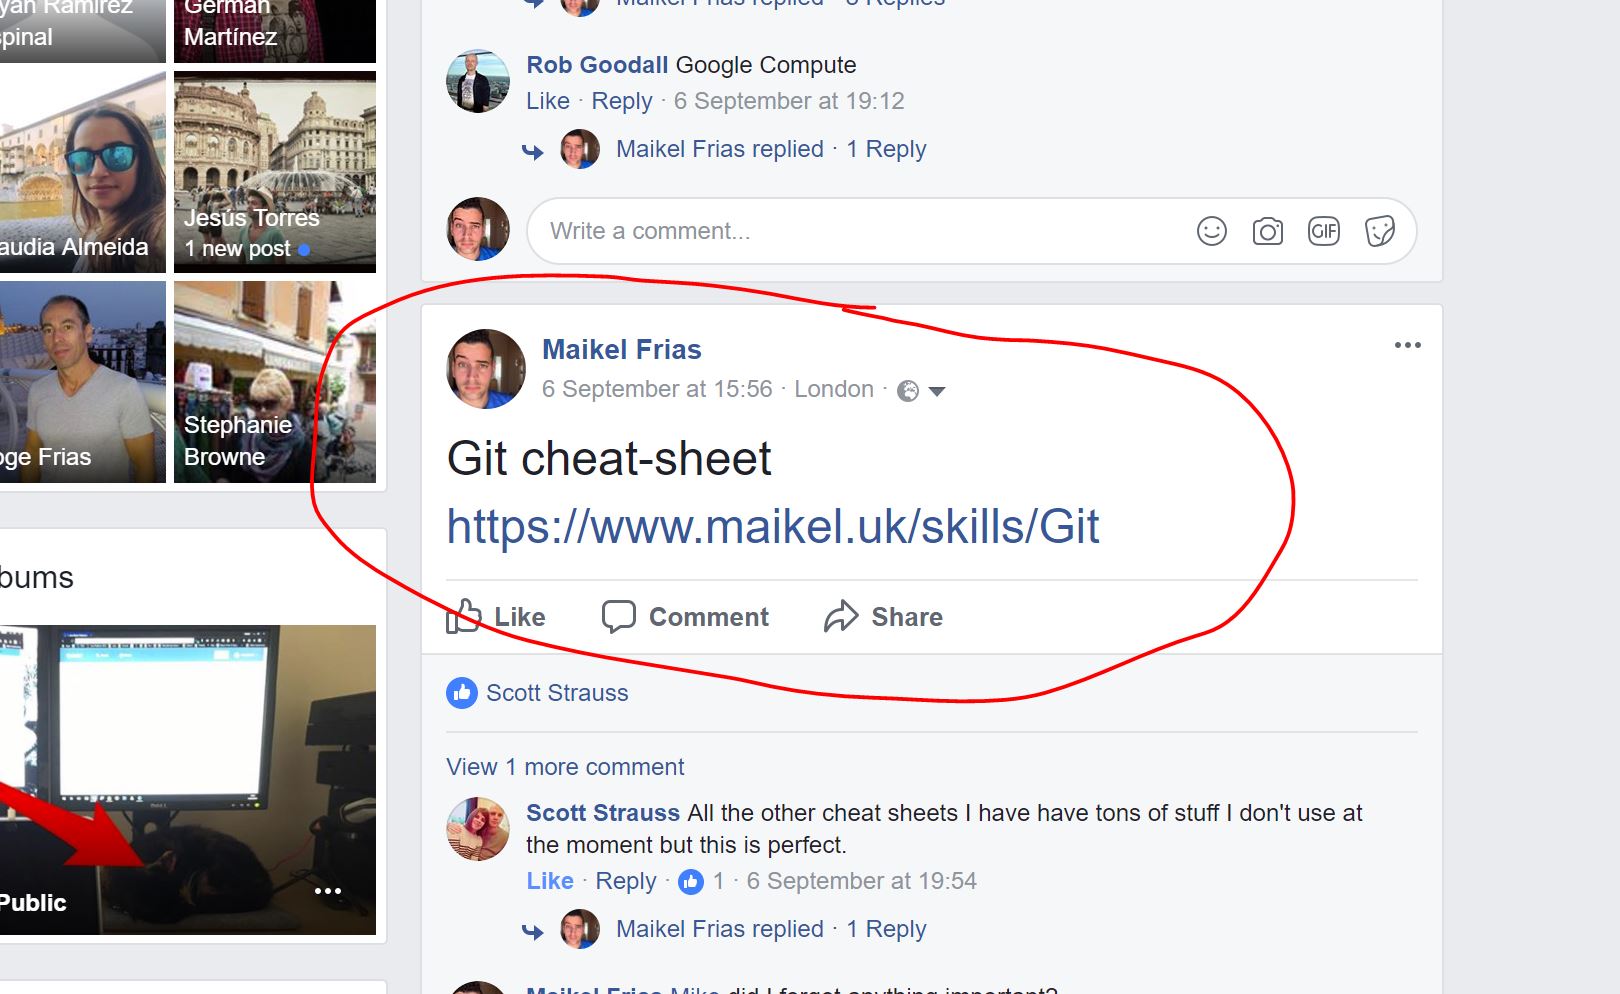 yan Ramirez
spinal
German
Martínez
audia Almeida
Jesús Torres
1 new post
oge Frias
Stephanie
Browne
bums
Public
Maikel Frias replied · Replies
Rob Goodall Google Compute
Like · Reply · 6 September at 19:12
Maikel Frias replied · 1 Reply
Write a comment...
GIF
Maikel Frias
6 September at 15:56 · London ·
Git cheat-sheet
https://www.maikel.uk/skills/Git
Like Comment Share
Scott Strauss
View 1 more comment
Scott Strauss All the other cheat sheets I have have tons of stuff I don't use at
the moment but this is perfect.
Like · Reply · 1 · 6 September at 19:54
Maikel Frias replied · 1 Reply
Maikel Frias Mike did I forget anything important?